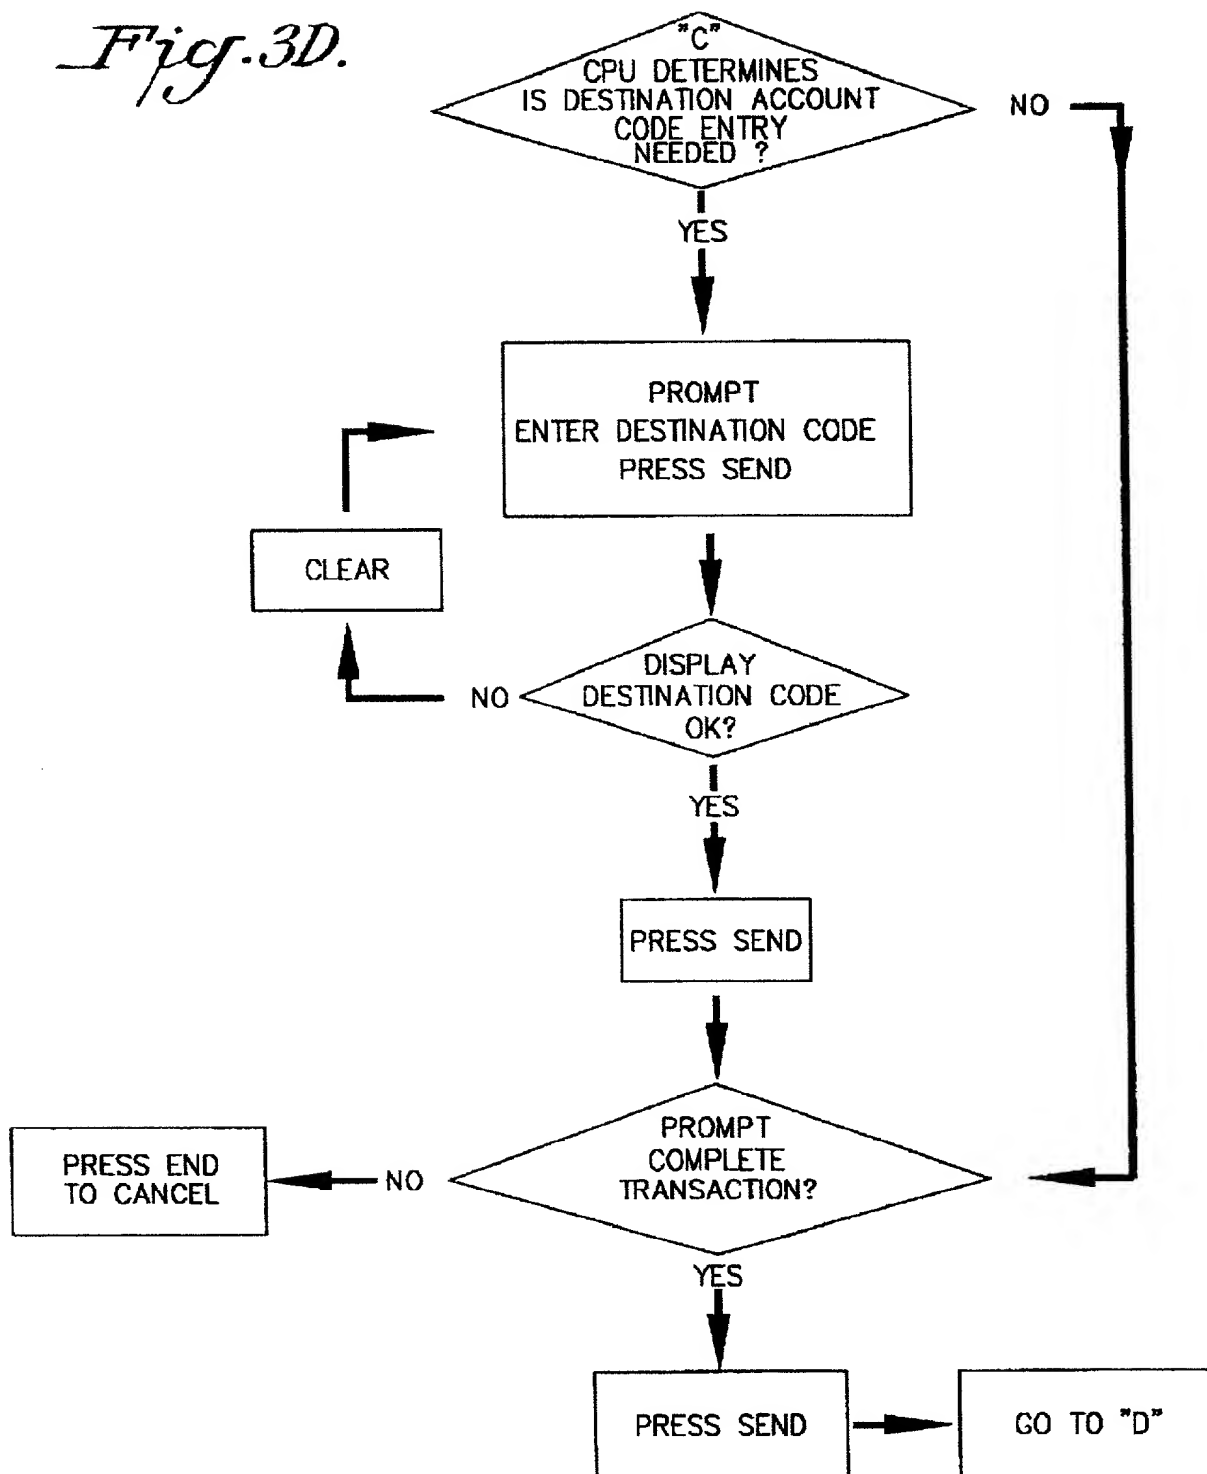 Fig. 3D.
"C"
CPU DETERMINES
IS DESTINATION ACCOUNT
CODE ENTRY
NEEDED ?
NO
YES
PROMPT
ENTER DESTINATION CODE
PRESS SEND
CLEAR
DISPLAY
DESTINATION CODE
OK?
NO
YES
PRESS SEND
PROMPT
COMPLETE
TRANSACTION?
NO
PRESS END
TO CANCEL
YES
PRESS SEND
GO TO "D"